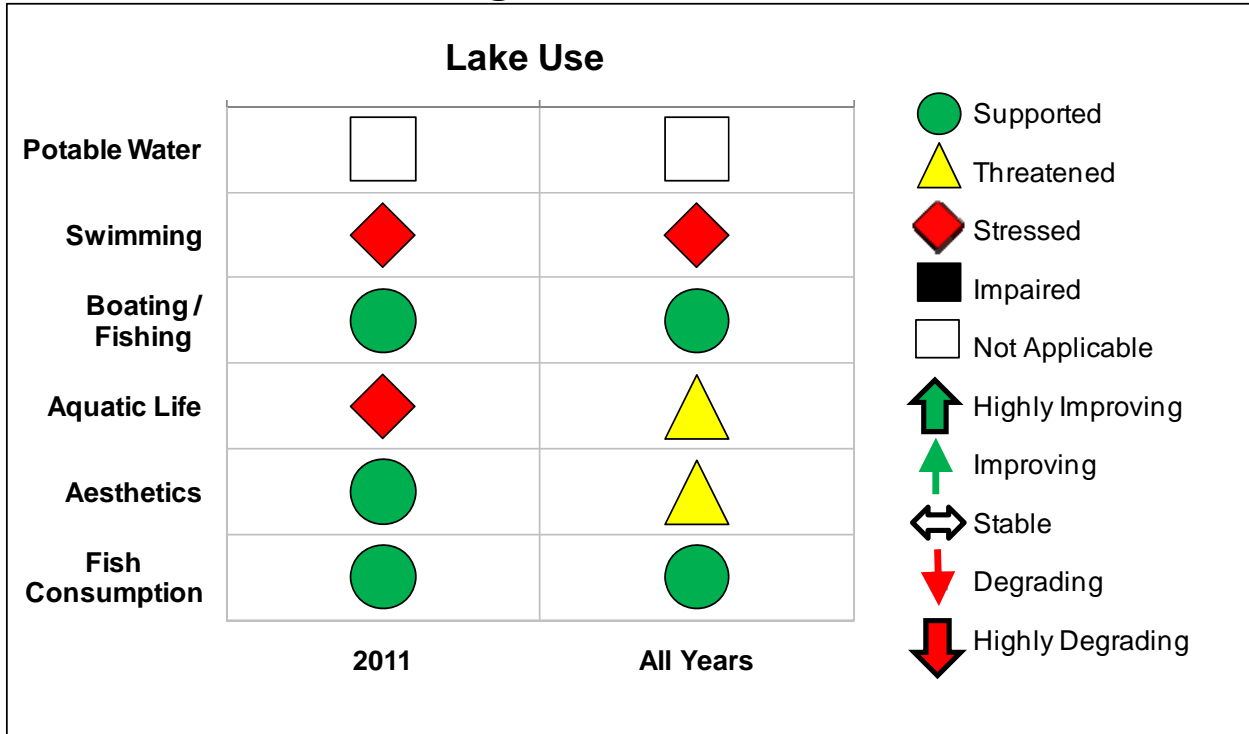 Lake Use
Potable Water
Swimming
Boating /
Fishing
Aquatic Life
Aesthetics
Fish
Consumption
2011
All Years
Supported
Threatened
Stressed
Impaired
Not Applicable
Highly Improving
Improving
Stable
Degrading
Highly Degrading